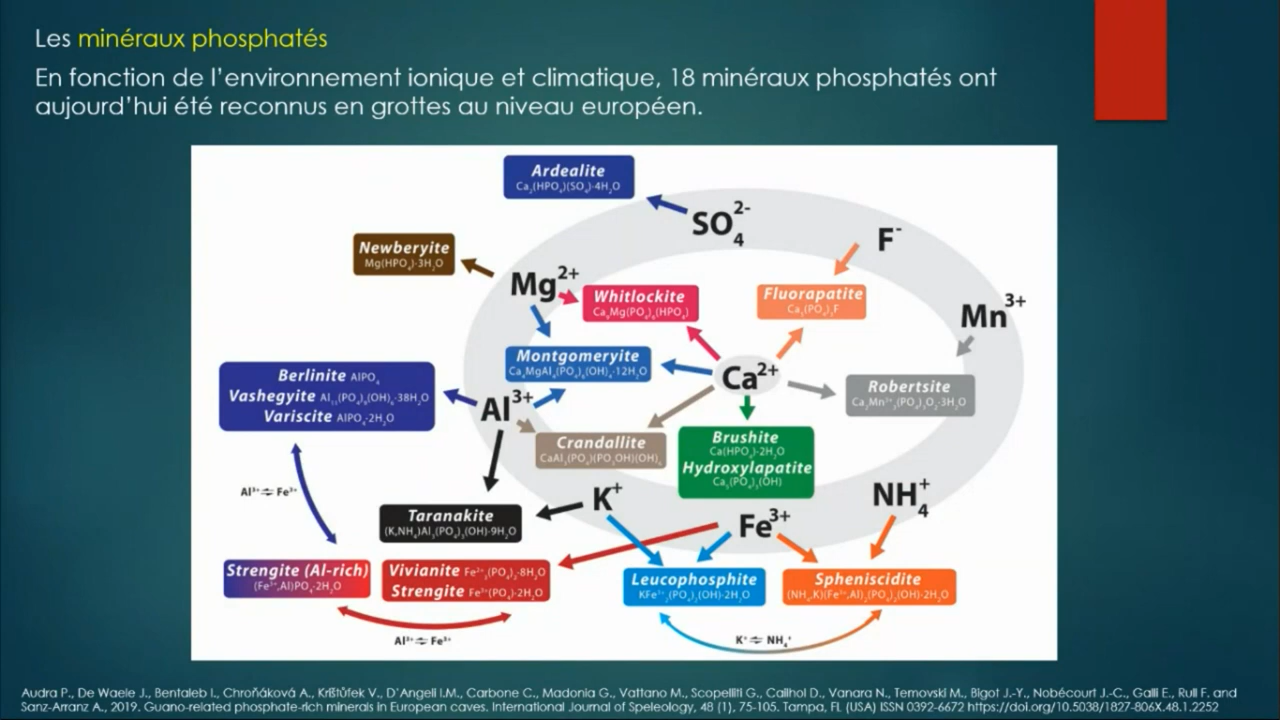 Les minéraux phosphatés
En fonction de l'environnement ionique et climatique, 18 minéraux phosphatés ont
aujourd'hui été reconnus en grottes au niveau européen.
Ardealite
Ca₂(HPO₄)(SO₄)·4H₂O
SO₄²⁻
F⁻
Newberyite
Mg(HPO₄)·3H₂O
Mg²⁺
Whitlockite
Ca₉Mg(PO₄)₆(HPO₄)
Fluorapatite
Ca₅(PO₄)₃F
Mn³⁺
Montgomeryite
Ca₄MgAl₄(PO₄)₆(OH)₄·12H₂O
Ca²⁺
Robertsite
Ca₂Mn³⁺₃(PO₄)₃O₂·3H₂O
Berlinite AlPO₄
Vashegyite Al₁₁(PO₄)₉(OH)₆·38H₂O
Variscite AlPO₄·2H₂O
Al³⁺
Crandallite
CaAl₃(PO₄)(PO₃OH)(OH)₆
Brushite
Ca(HPO₄)·2H₂O
Hydroxylapatite
Ca₅(PO₄)₃(OH)
Al³⁺ ⇌ Fe³⁺
K⁺
NH₄⁺
Taranakite
(K,NH₄)Al₃(PO₄)₃(OH)·9H₂O
Fe³⁺
Strengite (Al-rich)
(Fe³⁺,Al)PO₄·2H₂O
Vivianite Fe²⁺₃(PO₄)₂·8H₂O
Strengite Fe³⁺(PO₄)·2H₂O
Leucophosphite
KFe³⁺₂(PO₄)₂(OH)·2H₂O
Spheniscidite
(NH₄,K)(Fe³⁺,Al)₂(PO₄)₂(OH)·2H₂O
Al³⁺ ⇌ Fe³⁺
K⁺ ⇌ NH₄⁺
Audra P., De Waele J., Bentaleb I., Chroňáková A., Krištůfek V., D'Angeli I.M., Carbone C., Madonia G., Vattano M., Scopelliti G., Cailhol D., Vanara N., Temovski M., Bigot J.-Y., Nobécourt J.-C., Galli E., Rull F. and
Sanz-Arranz A., 2019. Guano-related phosphate-rich minerals in European caves. International Journal of Speleology, 48 (1), 75-105. Tampa, FL (USA) ISSN 0392-6672 https://doi.org/10.5038/1827-806X.48.1.2252